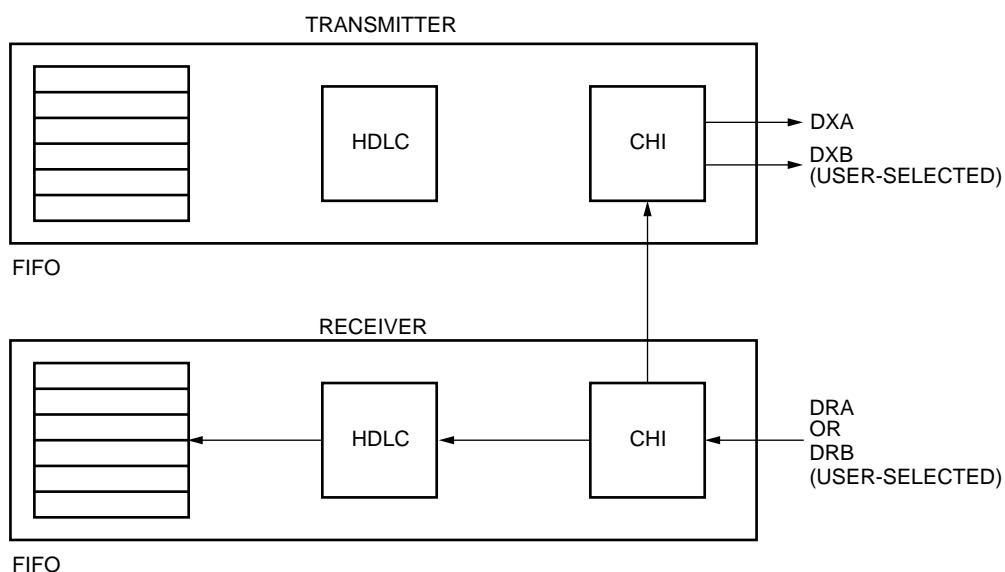 TRANSMITTER
HDLC
CHI
DXA
DXB
(USER-SELECTED)
FIFO
RECEIVER
HDLC
CHI
DRA
OR
DRB
(USER-SELECTED)
FIFO